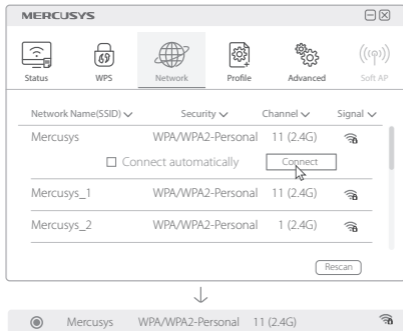 MERCUSYS
Status WPS Network Profile Advanced Soft AP
Network Name(SSID) Security Channel Signal
Mercusys WPA/WPA2-Personal 11 (2.4G)
Connect automatically Connect
Mercusys_1 WPA/WPA2-Personal 11 (2.4G)
Mercusys_2 WPA/WPA2-Personal 1 (2.4G)
Rescan
Mercusys WPA/WPA2-Personal 11 (2.4G)